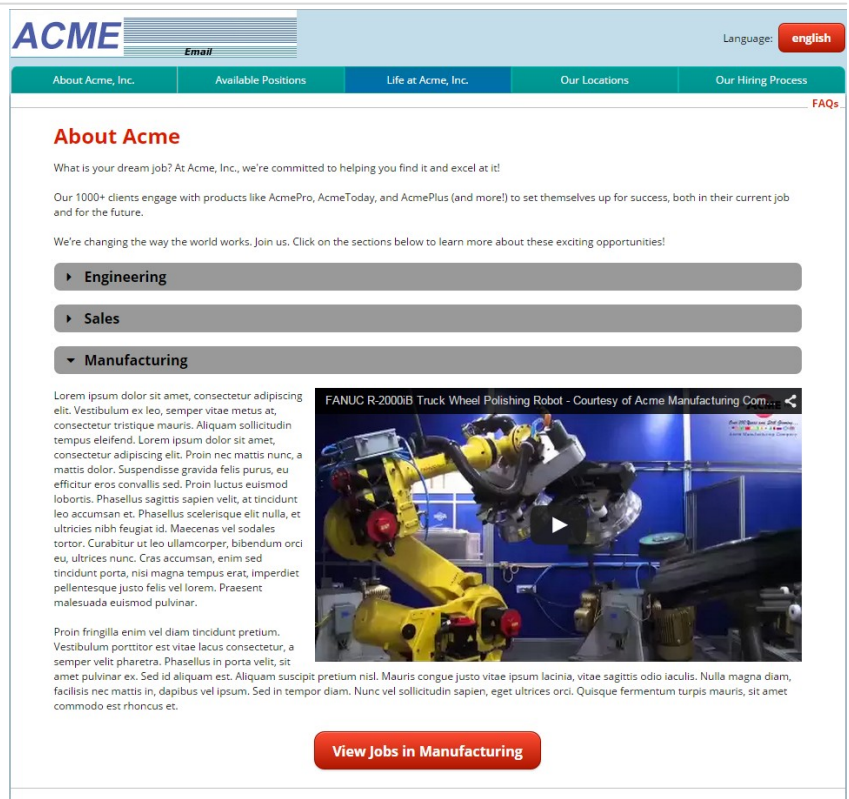 ACME
Email
Language: english
About Acme, Inc. Available Positions Life at Acme, Inc. Our Locations Our Hiring Process
FAQs
About Acme
What is your dream job? At Acme, Inc., we're committed to helping you find it and excel at it!
Our 1000+ clients engage with products like AcmePro, AcmeToday, and AcmePlus (and more!) to set themselves up for success, both in their current job
and for the future.
We're changing the way the world works. Join us. Click on the sections below to learn more about these exciting opportunities!
Engineering
Sales
Manufacturing
Lorem ipsum dolor sit amet, consectetur adipiscing
elit. Vestibulum ex leo, semper vitae metus at,
consectetur tristique mauris. Aliquam sollicitudin
tempus eleifend. Lorem ipsum dolor sit amet,
consectetur adipiscing elit. Proin nec mattis nunc, a
mattis dolor. Suspendisse gravida felis purus, eu
efficitur eros convallis sed. Proin luctus euismod
lobortis. Phasellus sagittis sapien velit, at tincidunt
leo accumsan et. Phasellus scelerisque elit nulla, et
ultricies nibh feugiat id. Maecenas vel sodales
tortor. Curabitur ut leo ullamcorper, bibendum orci
eu, ultrices nunc. Cras accumsan, enim sed
tincidunt porta, nisi magna tempus erat, imperdiet
pellentesque justo felis vel lorem. Praesent
malesuada euismod pulvinar.
FANUC R-2000iB Truck Wheel Polishing Robot - Courtesy of Acme Manufacturing Com...
Acme Manufacturing Company
Proin fringilla enim vel diam tincidunt pretium.
Vestibulum porttitor est vitae lacus consectetur, a
semper velit pharetra. Phasellus in porta velit, sit
amet pulvinar ex. Sed id aliquam est. Aliquam suscipit pretium nisl. Mauris congue justo vitae ipsum lacinia, vitae sagittis odio iaculis. Nulla magna diam,
facilisis nec mattis in, dapibus vel ipsum. Sed in tempor diam. Nunc vel sollicitudin sapien, eget ultrices orci. Quisque fermentum turpis mauris, sit amet
commodo est rhoncus et.
View Jobs in Manufacturing